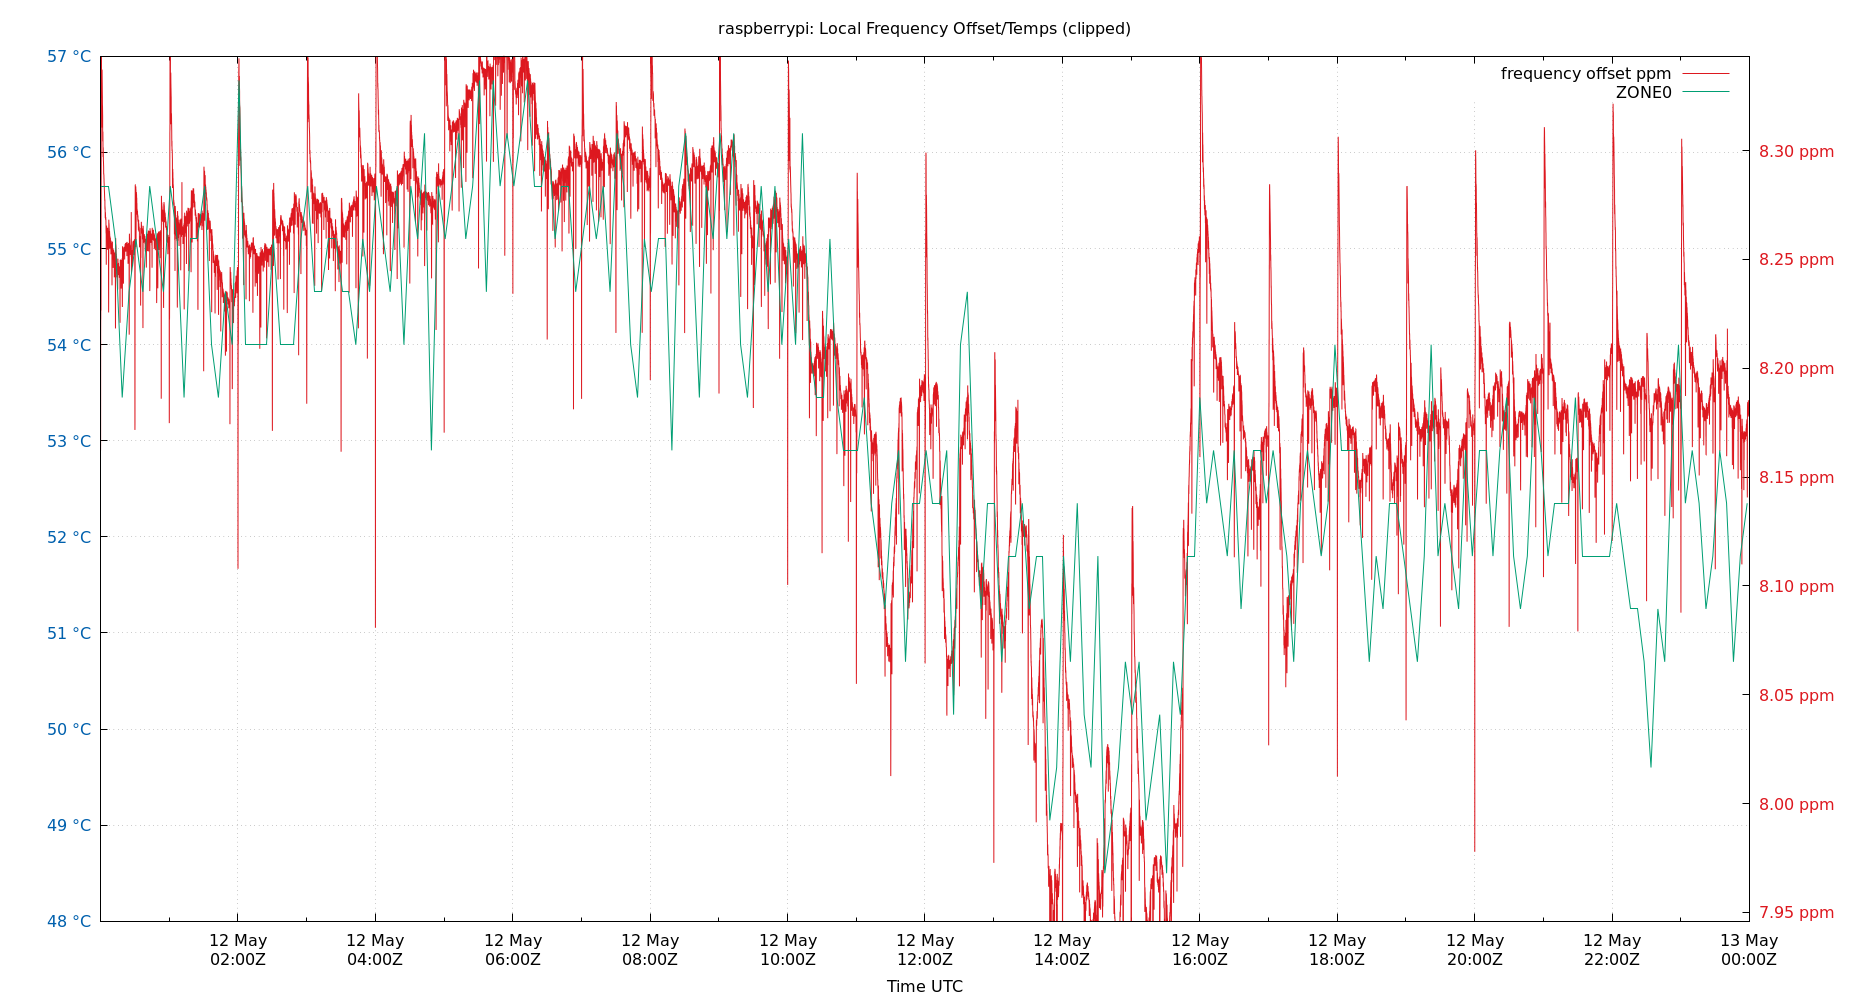 raspberrypi: Local Frequency Offset/Temps (clipped)
frequency offset ppm
ZONE0
57 °C
56 °C
55 °C
54 °C
53 °C
52 °C
51 °C
50 °C
49 °C
48 °C
8.30 ppm
8.25 ppm
8.20 ppm
8.15 ppm
8.10 ppm
8.05 ppm
8.00 ppm
7.95 ppm
12 May 12 May 12 May 12 May 12 May 12 May 12 May 12 May 12 May 12 May 12 May 13 May
02:00Z 04:00Z 06:00Z 08:00Z 10:00Z 12:00Z 14:00Z 16:00Z 18:00Z 20:00Z 22:00Z 00:00Z
Time UTC